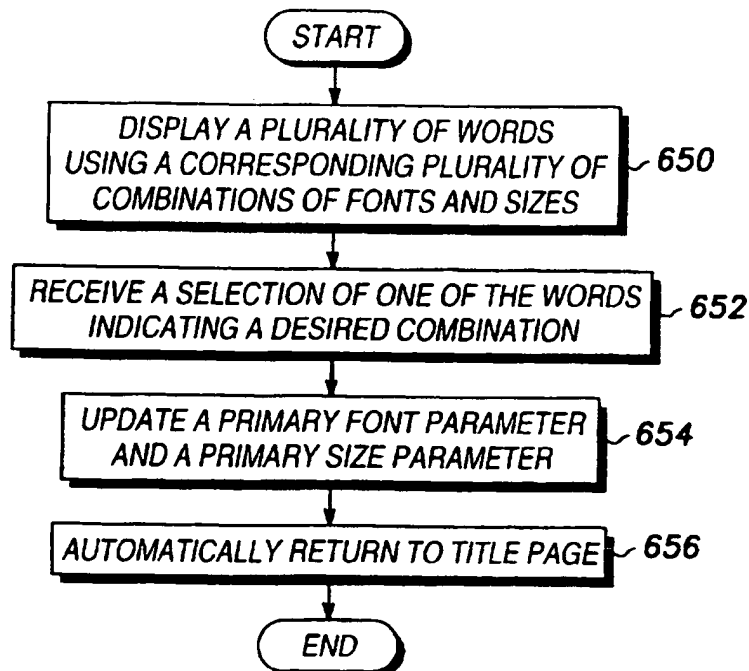 START
DISPLAY A PLURALITY OF WORDS
USING A CORRESPONDING PLURALITY OF
COMBINATIONS OF FONTS AND SIZES
650
RECEIVE A SELECTION OF ONE OF THE WORDS
INDICATING A DESIRED COMBINATION
652
UPDATE A PRIMARY FONT PARAMETER
AND A PRIMARY SIZE PARAMETER
654
AUTOMATICALLY RETURN TO TITLE PAGE
656
END